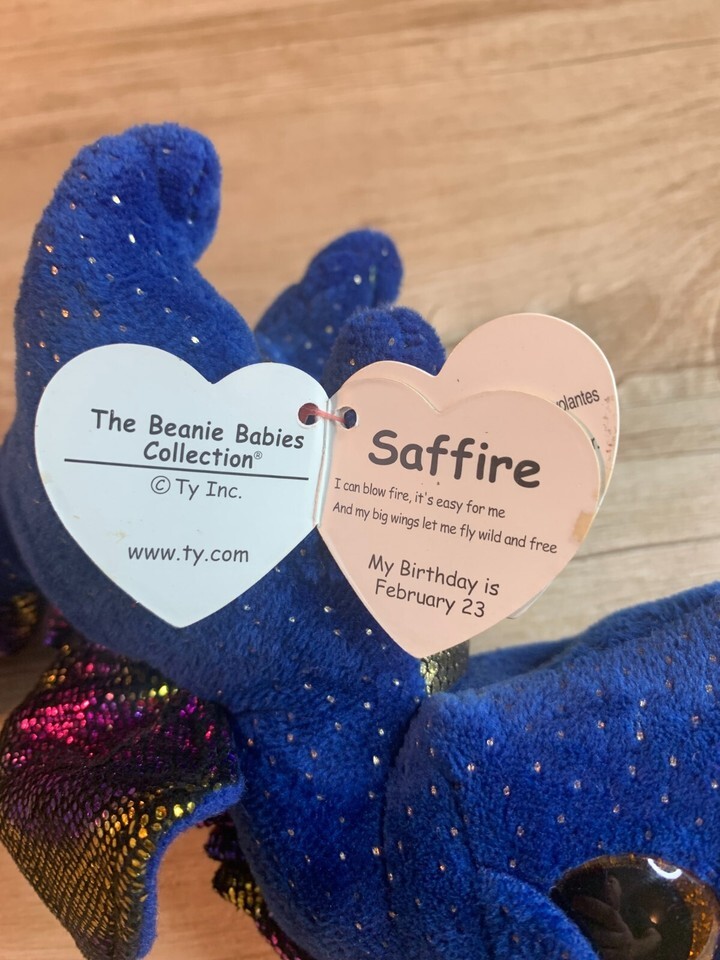 The Beanie Babies
Collection®
© Ty Inc.
www.ty.com
Saffire
I can blow fire, it's easy for me
And my big wings let me fly wild and free
My Birthday is
February 23